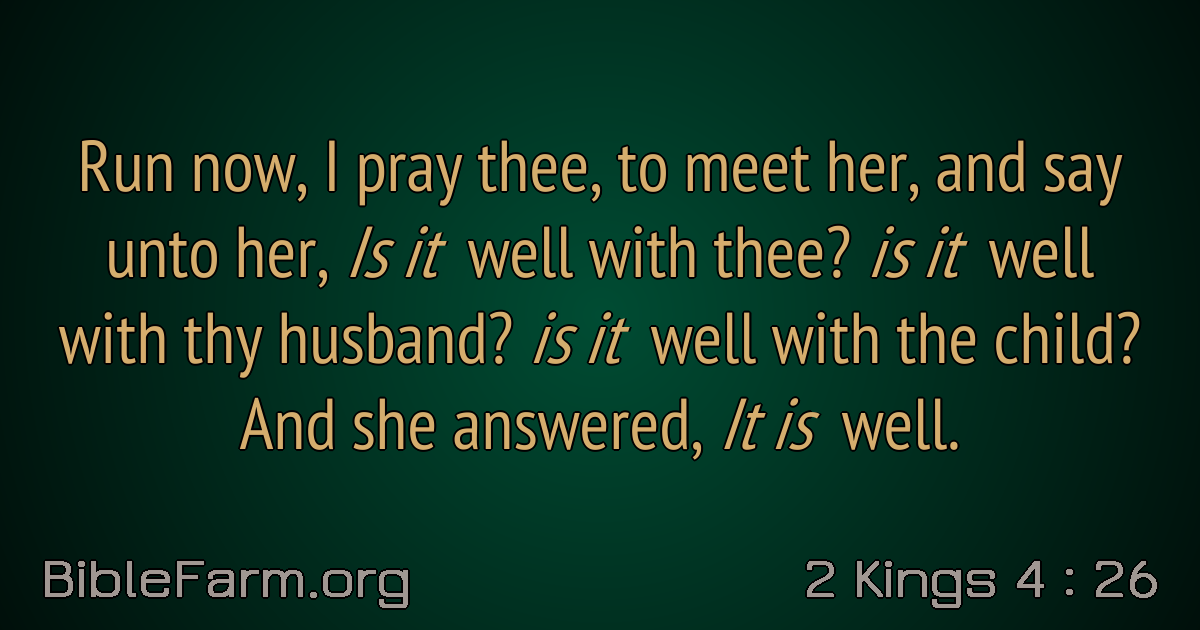 Run now, I pray thee, to meet her, and say
unto her, Is it well with thee? is it well
with thy husband? is it well with the child?
And she answered, It is well.
BibleFarm.org
2 Kings 4 : 26